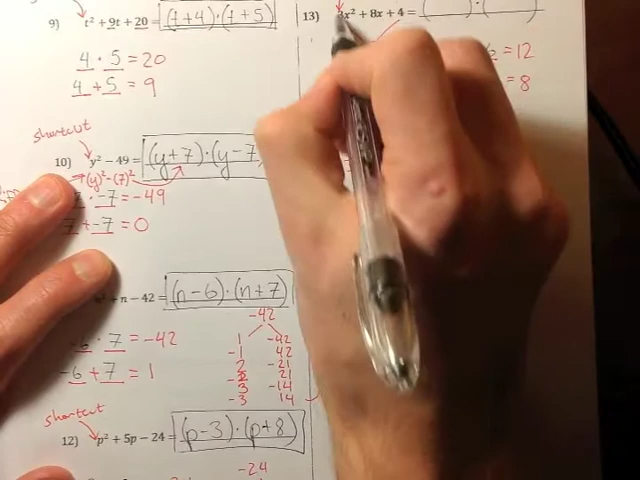 9) t² + 9t + 20 = (t+4)·(t+5)
4 · 5 = 20
4 + 5 = 9
shortcut
10) y² − 49 = (y+7)·(y−7
(y)²-(7)²
7 · -7 = -49
7 + -7 = 0
n² + n − 42 = (n-6)·(n+7)
-6 · 7 = -42
-6 + 7 = 1
-42
1 -42
-1 42
2 -21
-2 21
3 -14
-3 14
shortcut
12) p² + 5p − 24 = (p-3)·(p+8)
-24
13) 3x² + 8x + 4 = ( )·( )
= 12
= 8